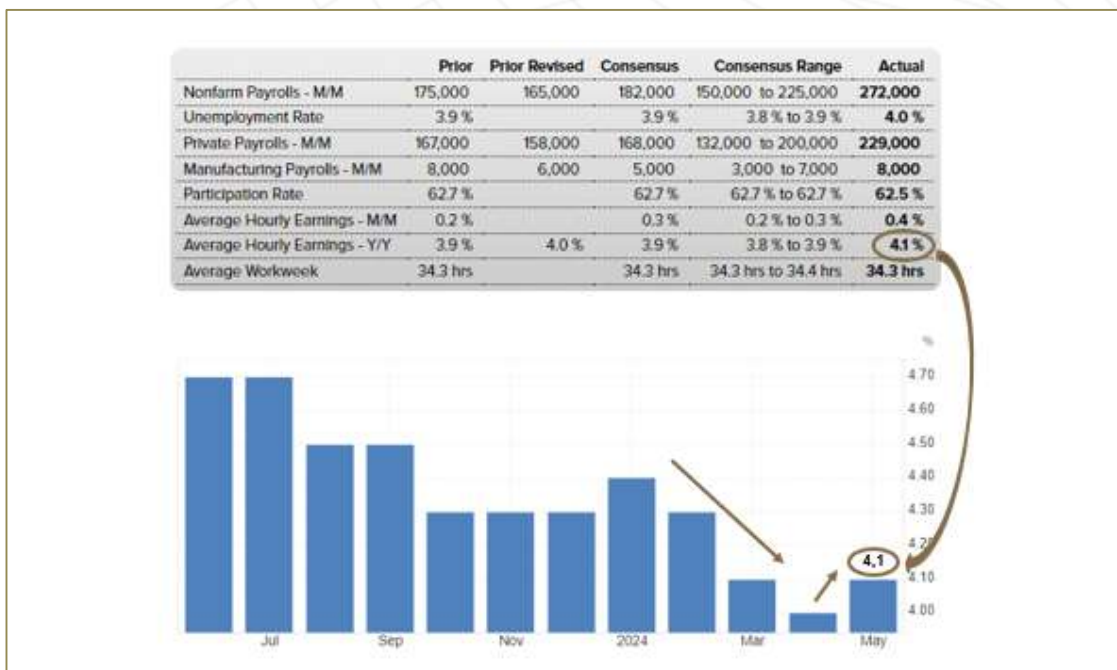 Prior Prior Revised Consensus Consensus Range Actual
Nonfarm Payrolls - M/M 175,000 165,000 182,000 150,000 to 225,000 272,000
Unemployment Rate 3.9 % 3.9 % 3.8 % to 3.9 % 4.0 %
Private Payrolls - M/M 167,000 158,000 168,000 132,000 to 200,000 229,000
Manufacturing Payrolls - M/M 8,000 6,000 5,000 3,000 to 7,000 8,000
Participation Rate 62.7 % 62.7 % 62.7 % to 62.7 % 62.5 %
Average Hourly Earnings - M/M 0.2 % 0.3 % 0.2 % to 0.3 % 0.4 %
Average Hourly Earnings - Y/Y 3.9 % 4.0 % 3.9 % 3.8 % to 3.9 % 4.1 %
Average Workweek 34.3 hrs 34.3 hrs 34.3 hrs to 34.4 hrs 34.3 hrs
%
4.70
4.60
4.50
4.40
4.30
4.20
4,1
4.10
4.00
Jul Sep Nov 2024 Mar May